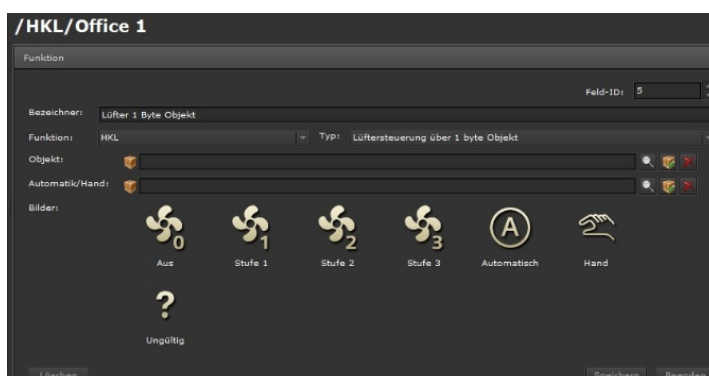 /HKL/Office 1
Funktion
Feld-ID: 5
Bezeichner: Lüfter 1 Byte Objekt
Funktion: HKL Typ: Lüftersteuerung über 1 byte Objekt
Objekt:
Automatik/Hand:
Bilder:
0 1 2 3 A
Aus Stufe 1 Stufe 2 Stufe 3 Automatisch Hand
?
Ungültig
Löschen Speichern Beenden